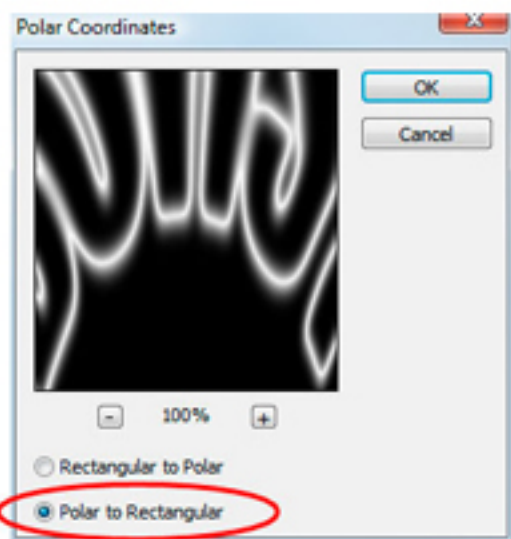 Polar Coordinates
OK
Cancel
- 100% +
Rectangular to Polar
Polar to Rectangular